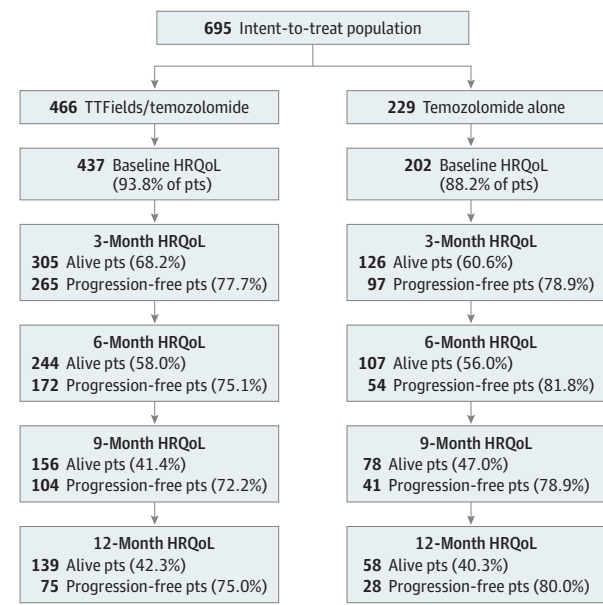 695 Intent-to-treat population
466 TTFields/temozolomide
229 Temozolomide alone
437 Baseline HRQoL
(93.8% of pts)
202 Baseline HRQoL
(88.2% of pts)
3-Month HRQoL
305 Alive pts (68.2%)
265 Progression-free pts (77.7%)
3-Month HRQoL
126 Alive pts (60.6%)
97 Progression-free pts (78.9%)
6-Month HRQoL
244 Alive pts (58.0%)
172 Progression-free pts (75.1%)
6-Month HRQoL
107 Alive pts (56.0%)
54 Progression-free pts (81.8%)
9-Month HRQoL
156 Alive pts (41.4%)
104 Progression-free pts (72.2%)
9-Month HRQoL
78 Alive pts (47.0%)
41 Progression-free pts (78.9%)
12-Month HRQoL
139 Alive pts (42.3%)
75 Progression-free pts (75.0%)
12-Month HRQoL
58 Alive pts (40.3%)
28 Progression-free pts (80.0%)